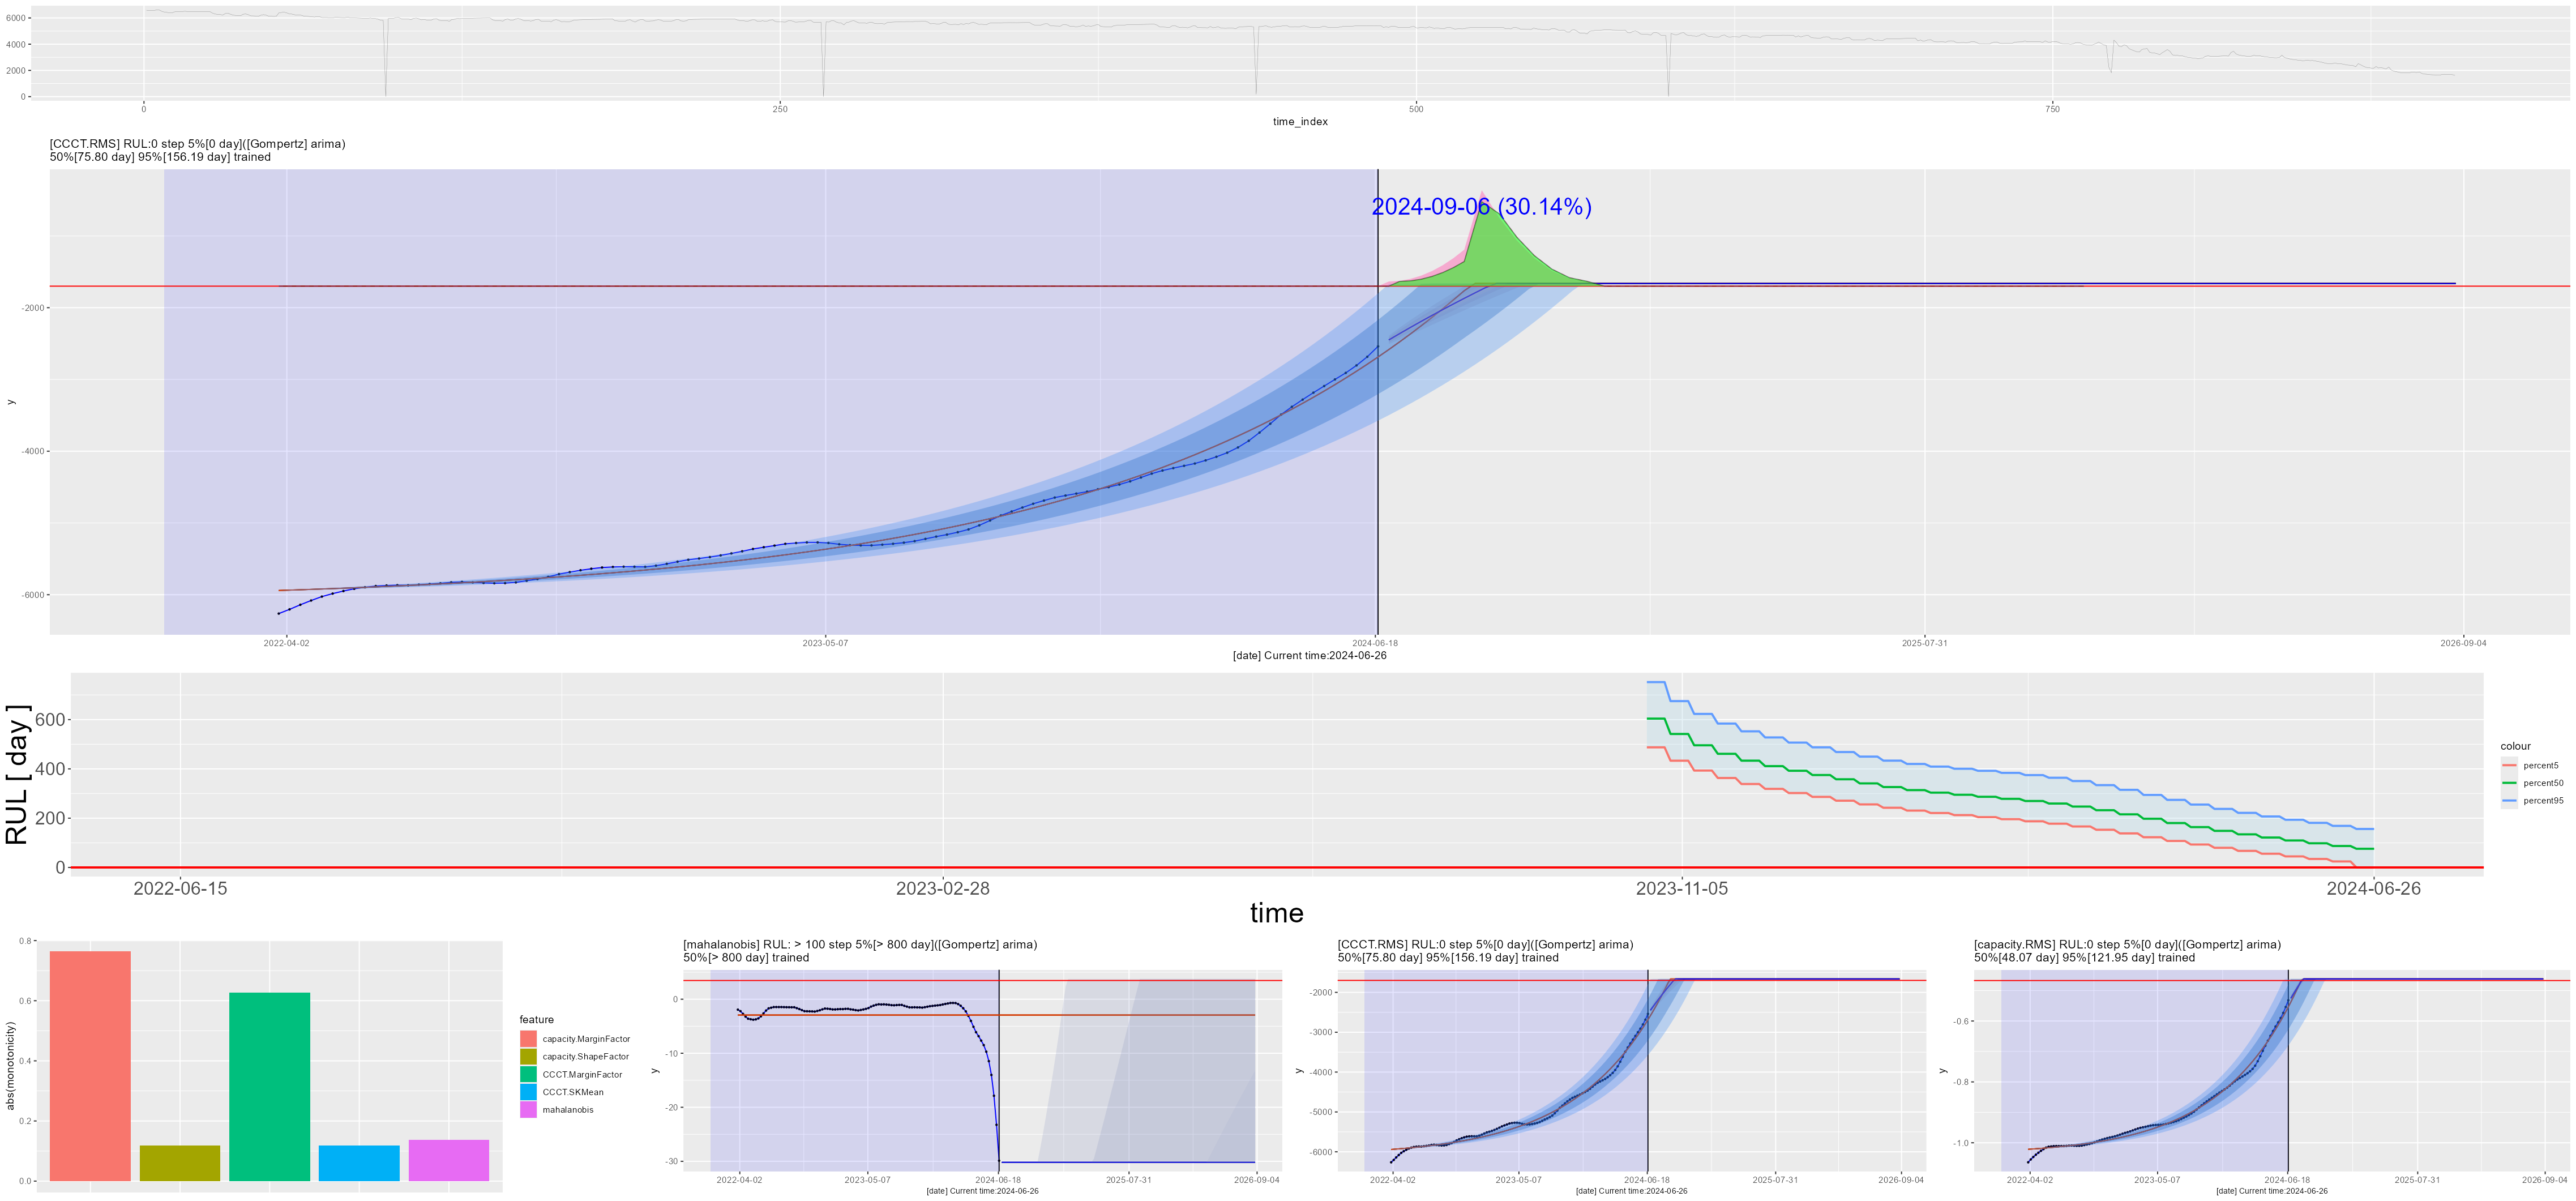 6000
4000
2000
0
0
250
500
750
time_index
[CCCT.RMS] RUL:0 step 5%[0 day]([Gompertz] arima)
50%[75.80 day] 95%[156.19 day] trained
2024-09-06 (30.14%)
y
-2000
-4000
-6000
2022-04-02
2023-05-07
2024-06-18
2025-07-31
2026-09-04
[date] Current time:2024-06-26
RUL [ day ]
600
400
200
0
2022-06-15
2023-02-28
2023-11-05
2024-06-26
time
colour
percent5
percent50
percent95
abs(monotonicity)
0.8
0.6
0.4
0.2
0.0
feature
capacity.MarginFactor
capacity.ShapeFactor
CCCT.MarginFactor
CCCT.SKMean
mahalanobis
[mahalanobis] RUL: > 100 step 5%[> 800 day]([Gompertz] arima)
50%[> 800 day] trained
y
0
-10
-20
-30
2022-04-02
2023-05-07
2024-06-18
2025-07-31
2026-09-04
[date] Current time:2024-06-26
[CCCT.RMS] RUL:0 step 5%[0 day]([Gompertz] arima)
50%[75.80 day] 95%[156.19 day] trained
y
-2000
-3000
-4000
-5000
-6000
2022-04-02
2023-05-07
2024-06-18
2025-07-31
2026-09-04
[date] Current time:2024-06-26
[capacity.RMS] RUL:0 step 5%[0 day]([Gompertz] arima)
50%[48.07 day] 95%[121.95 day] trained
y
-0.6
-0.8
-1.0
2022-04-02
2023-05-07
2024-06-18
2025-07-31
2026-09-04
[date] Current time:2024-06-26